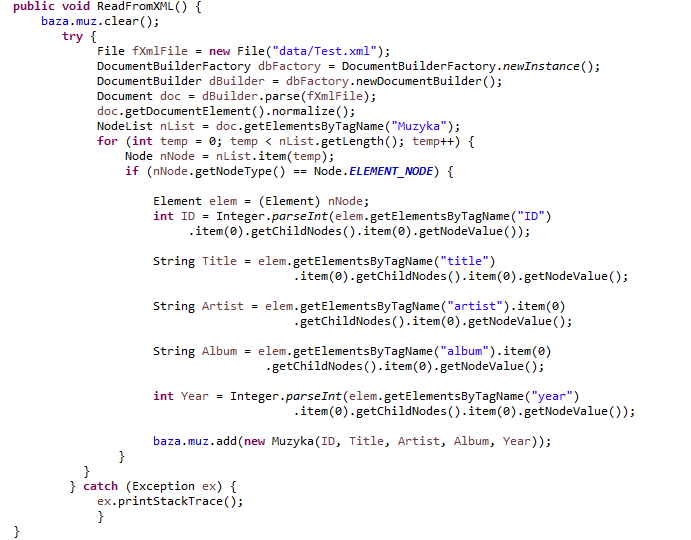 public void ReadFromXML() {
    baza.muz.clear();
       try {
            File fXmlFile = new File("data/Test.xml");
            DocumentBuilderFactory dbFactory = DocumentBuilderFactory.newInstance();
            DocumentBuilder dBuilder = dbFactory.newDocumentBuilder();
            Document doc = dBuilder.parse(fXmlFile);
            doc.getDocumentElement().normalize();
            NodeList nList = doc.getElementsByTagName("Muzyka");
            for (int temp = 0; temp < nList.getLength(); temp++) {
                Node nNode = nList.item(temp);
                if (nNode.getNodeType() == Node.ELEMENT_NODE) {

                    Element elem = (Element) nNode;
                    int ID = Integer.parseInt(elem.getElementsByTagName("ID")
                         .item(0).getChildNodes().item(0).getNodeValue());

                    String Title = elem.getElementsByTagName("title")
                                        .item(0).getChildNodes().item(0).getNodeValue();

                    String Artist = elem.getElementsByTagName("artist").item(0)
                                        .getChildNodes().item(0).getNodeValue();

                    String Album = elem.getElementsByTagName("album").item(0)
                                    .getChildNodes().item(0).getNodeValue();

                    int Year = Integer.parseInt(elem.getElementsByTagName("year")
                                        .item(0).getChildNodes().item(0).getNodeValue());

                    baza.muz.add(new Muzyka(ID, Title, Artist, Album, Year));
               }
          }
        } catch (Exception ex) {
            ex.printStackTrace();
            }
}